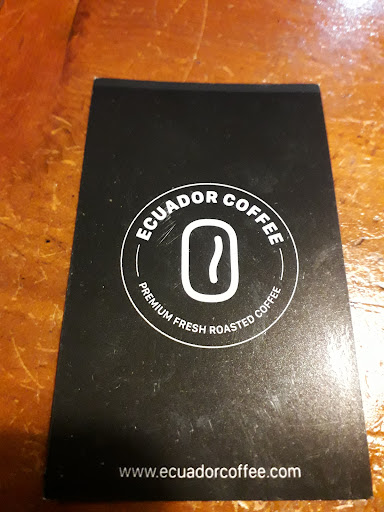 ECUADOR COFFEE
PREMIUM FRESH ROASTED COFFEE
www.ecuadorcoffee.com